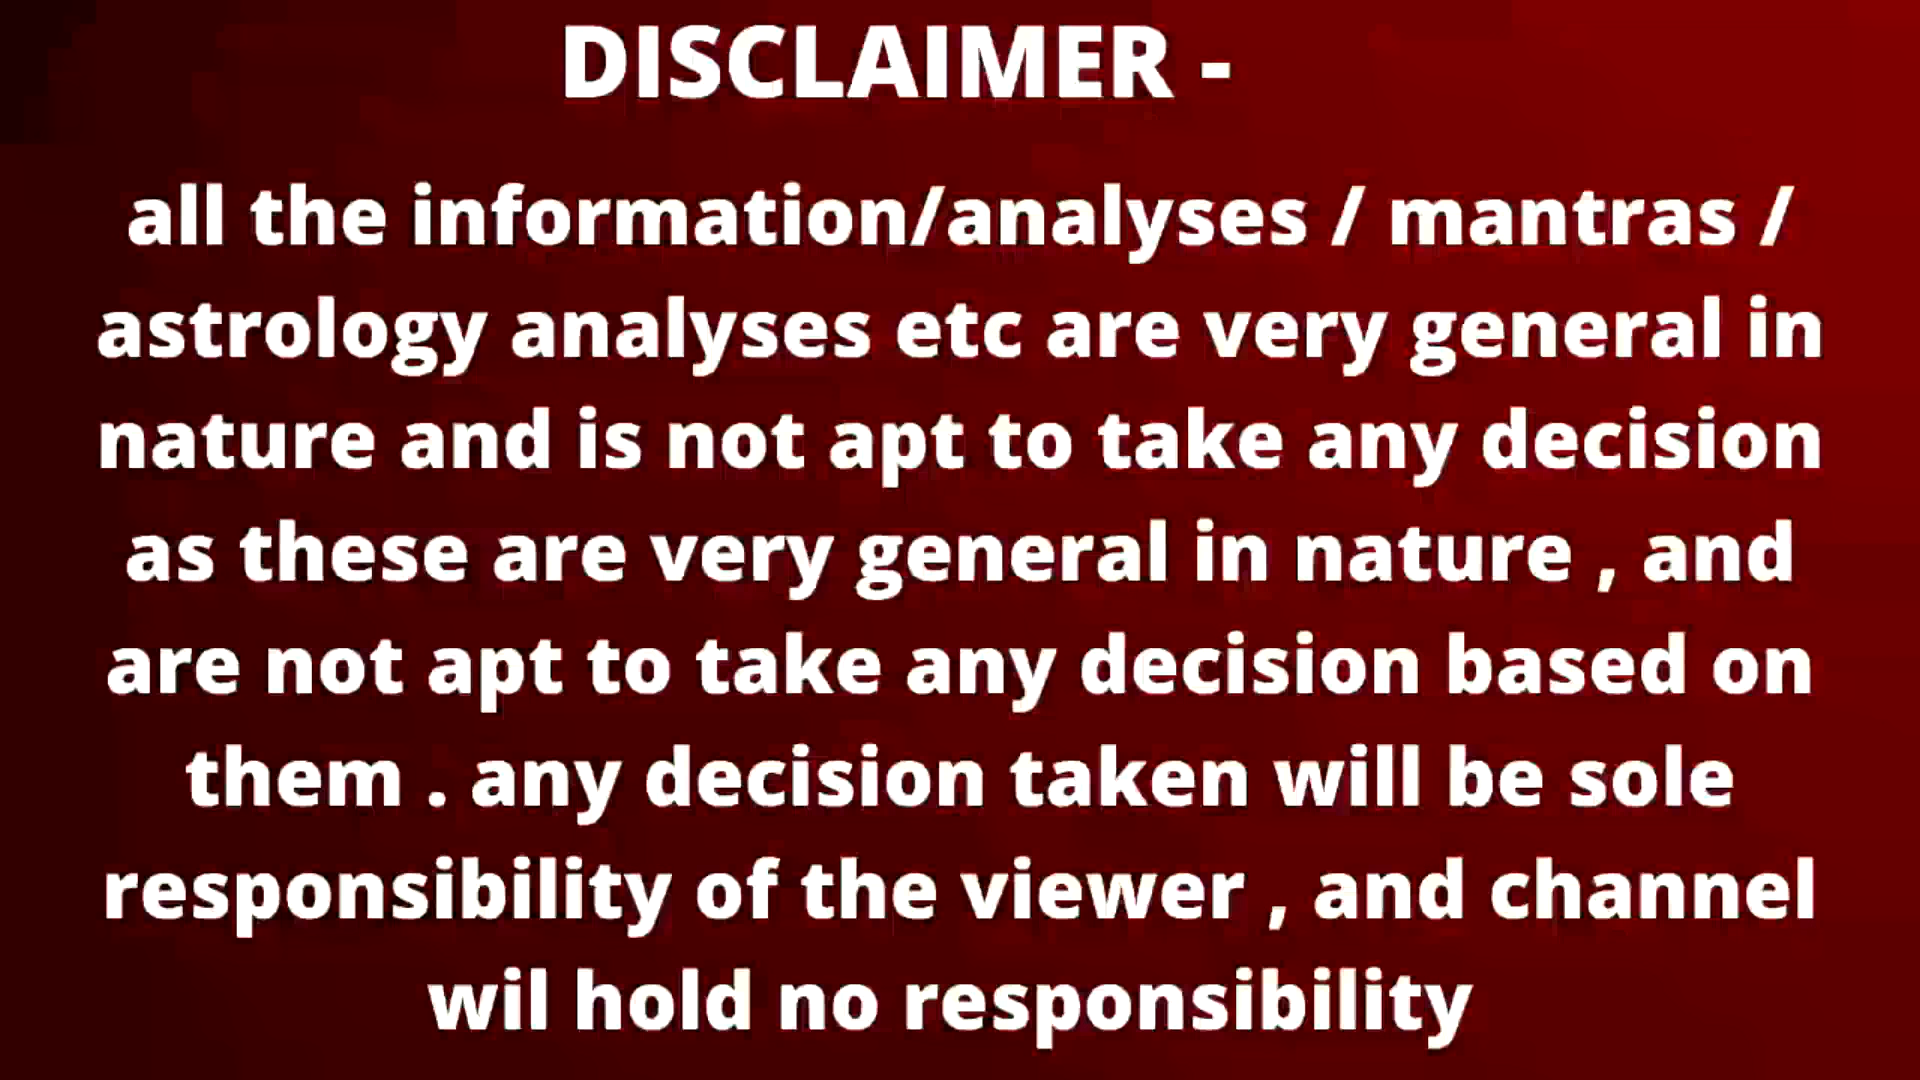 DISCLAIMER -
all the information/analyses / mantras /
astrology analyses etc are very general in
nature and is not apt to take any decision
as these are very general in nature , and
are not apt to take any decision based on
them . any decision taken will be sole
responsibility of the viewer , and channel
wil hold no responsibility